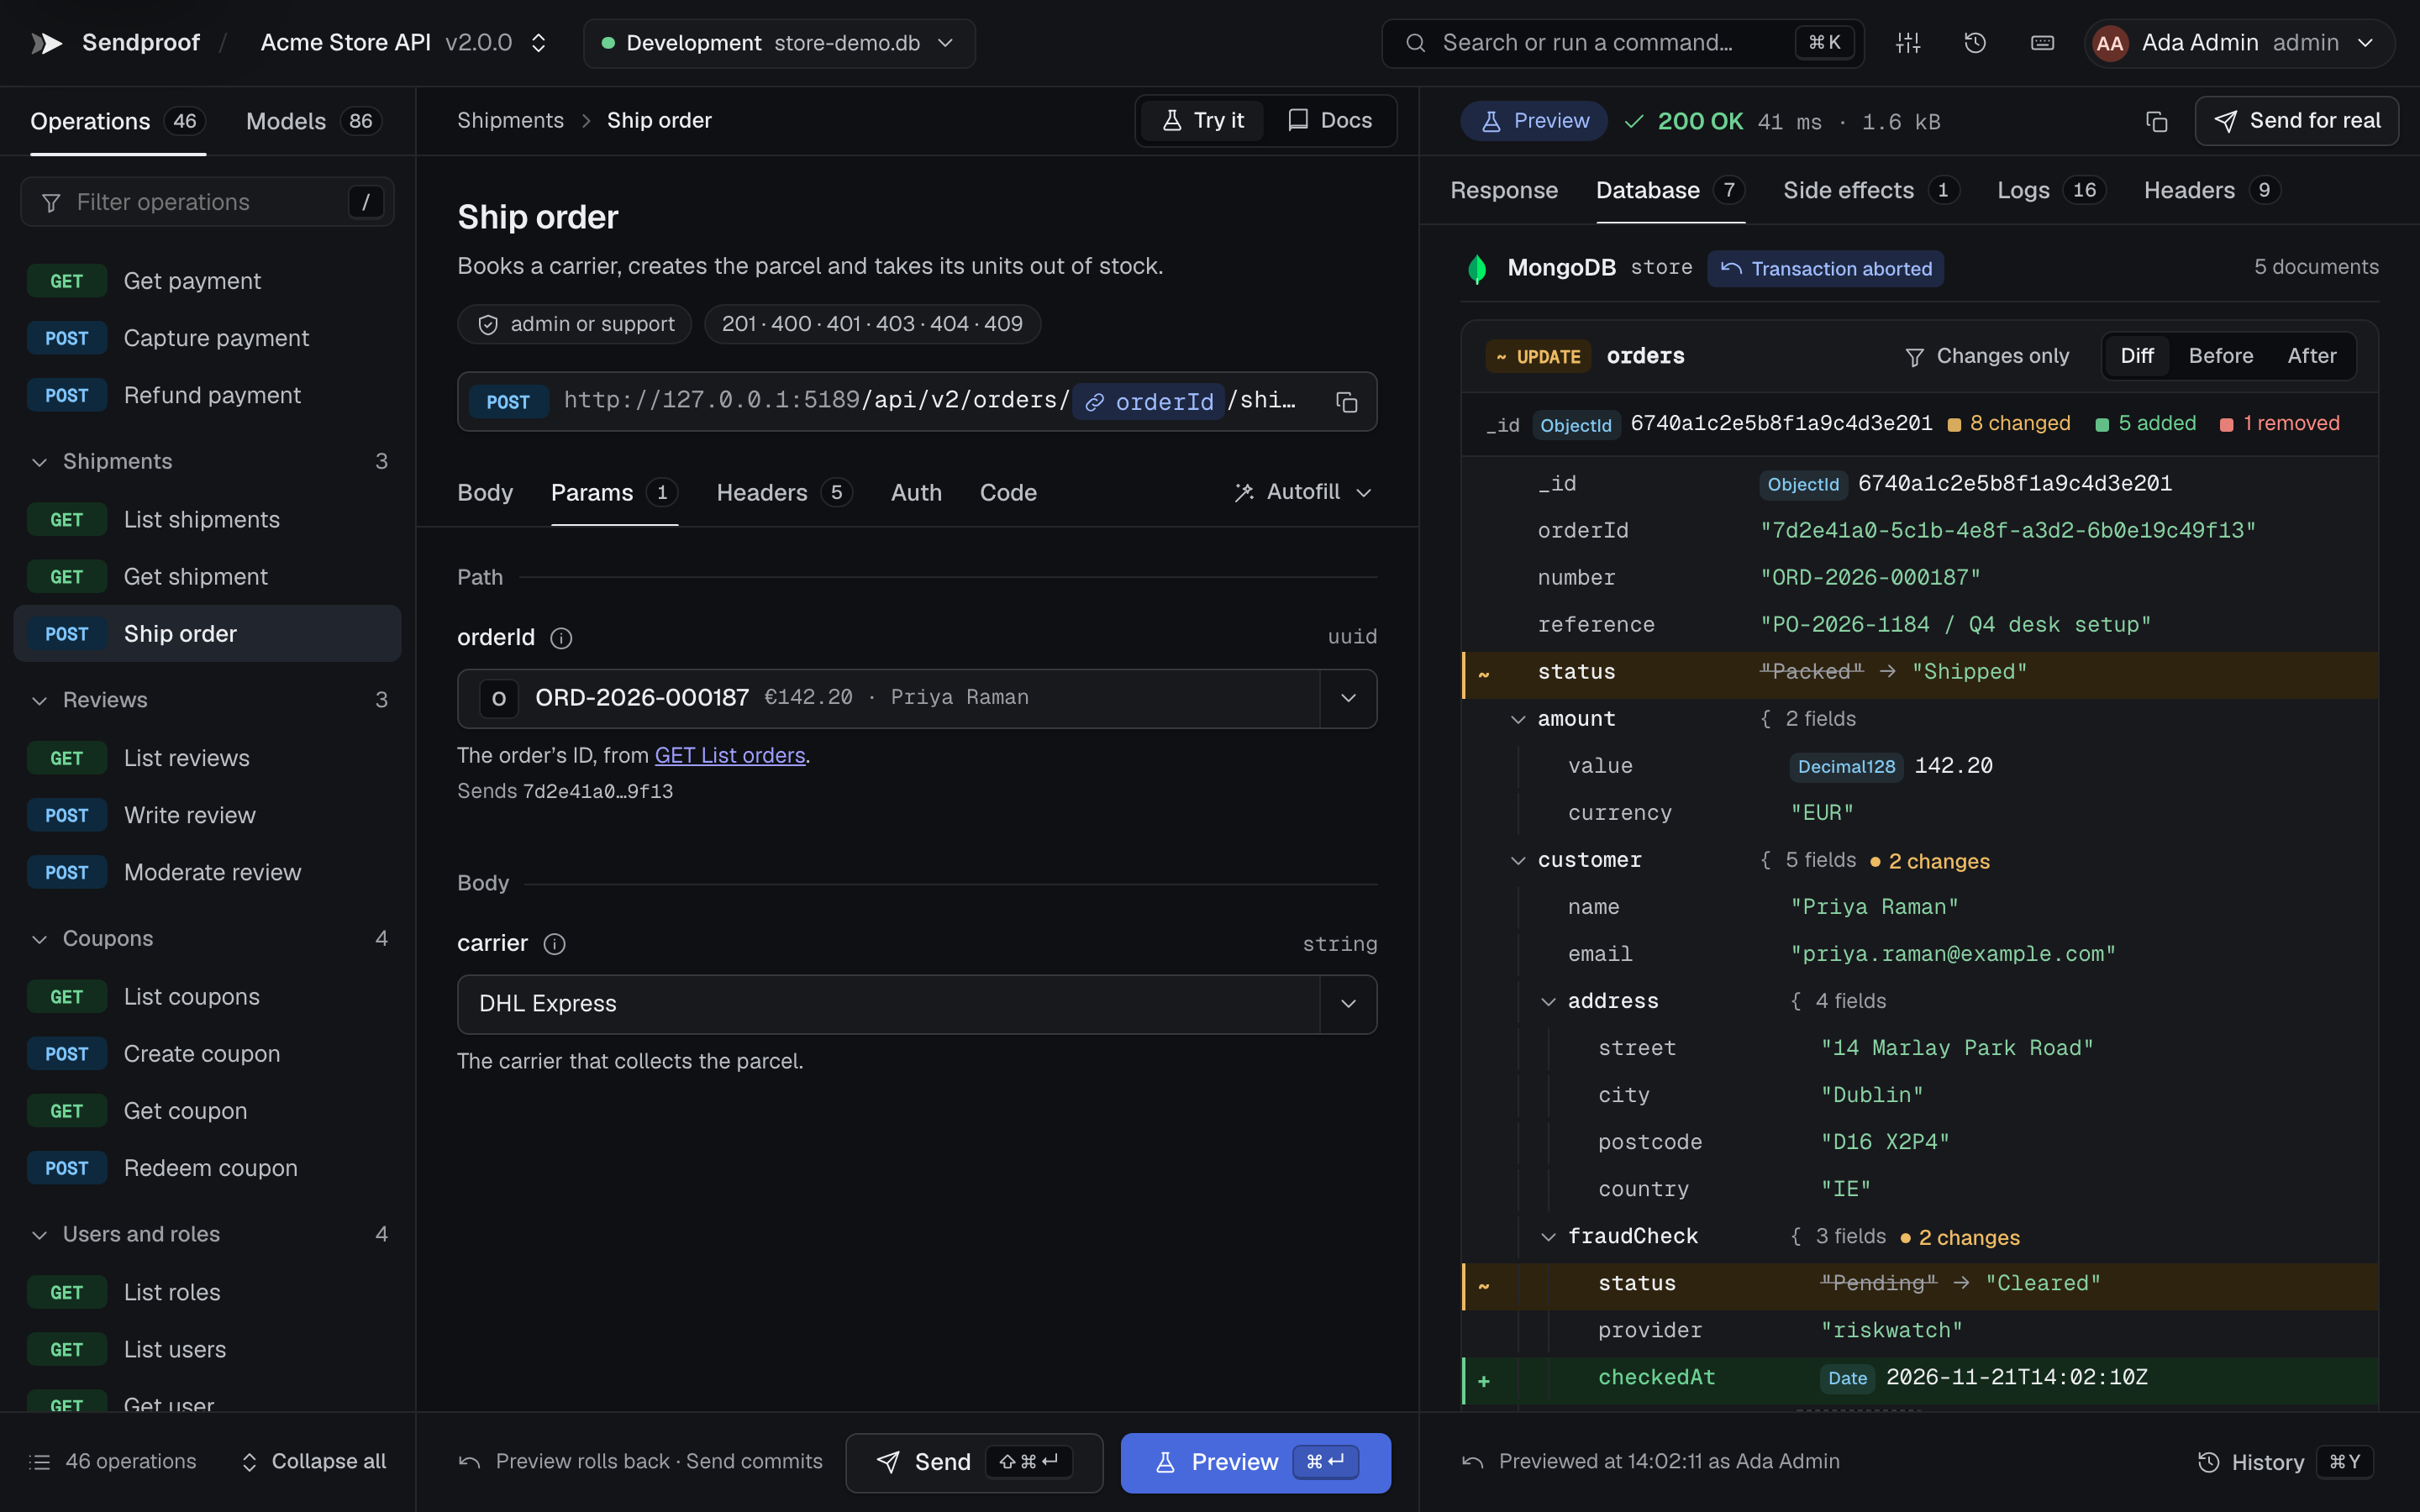 Sendproof / Acme Store API v2.0.0
Development store-demo.db
Search or run a command… ⌘K
AA Ada Admin admin
Operations 46 Models 86
Filter operations /
GET Get payment
POST Capture payment
POST Refund payment
Shipments 3
GET List shipments
GET Get shipment
POST Ship order
Reviews 3
GET List reviews
POST Write review
POST Moderate review
Coupons 4
GET List coupons
POST Create coupon
GET Get coupon
POST Redeem coupon
Users and roles 4
GET List roles
GET List users
GET Get user
46 operations Collapse all
Shipments > Ship order
Try it Docs
Ship order
Books a carrier, creates the parcel and takes its units out of stock.
admin or support 201 · 400 · 401 · 403 · 404 · 409
POST http://127.0.0.1:5189/api/v2/orders/ orderId /shi…
Body Params 1 Headers 5 Auth Code Autofill
Path
orderId uuid
O ORD-2026-000187 €142.20 · Priya Raman
The order’s ID, from GET List orders.
Sends 7d2e41a0…9f13
Body
carrier string
DHL Express
The carrier that collects the parcel.
Preview rolls back · Send commits
Send ⇧⌘↵
Preview ⌘↵
Preview 200 OK 41 ms · 1.6 kB
Send for real
Response Database 7 Side effects 1 Logs 16 Headers 9
MongoDB store Transaction aborted 5 documents
~ UPDATE orders Changes only Diff Before After
_id ObjectId 6740a1c2e5b8f1a9c4d3e201 8 changed 5 added 1 removed
_id ObjectId 6740a1c2e5b8f1a9c4d3e201
orderId "7d2e41a0-5c1b-4e8f-a3d2-6b0e19c49f13"
number "ORD-2026-000187"
reference "PO-2026-1184 / Q4 desk setup"
~ status "Packed" → "Shipped"
amount { 2 fields
value Decimal128 142.20
currency "EUR"
customer { 5 fields 2 changes
name "Priya Raman"
email "priya.raman@example.com"
address { 4 fields
street "14 Marlay Park Road"
city "Dublin"
postcode "D16 X2P4"
country "IE"
fraudCheck { 3 fields 2 changes
~ status "Pending" → "Cleared"
provider "riskwatch"
+ checkedAt Date 2026-11-21T14:02:10Z
Previewed at 14:02:11 as Ada Admin
History ⌘Y